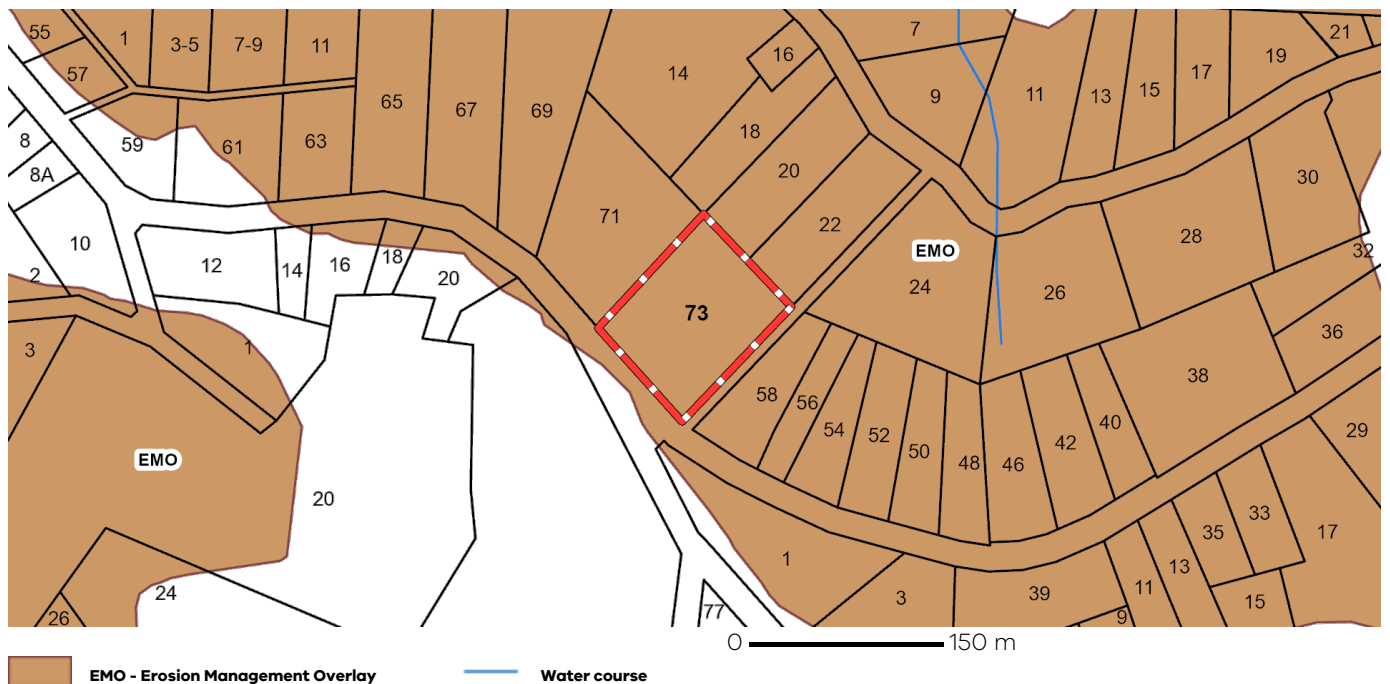 55 1 3-5 7-9 11 14 16 7 21
57 65 67 69 9 11 13 15 17 19
8 59 61 63 18
8A 20 30
10 12 14 16 18 20 71 22 EMO 28 32
2 73 24 26
3 1 36
58 56 54 52 50 48 46 42 40 38 29
EMO
20 35 33 17
1 13
24 3 39 11 15
26 77 9
0 150 m
EMO - Erosion Management Overlay Water course